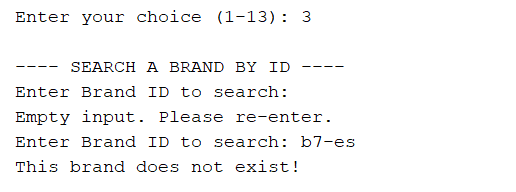 Enter your choice (1-13): 3
---- SEARCH A BRAND BY ID ----
Enter Brand ID to search:
Empty input. Please re-enter.
Enter Brand ID to search: b7-es
This brand does not exist!